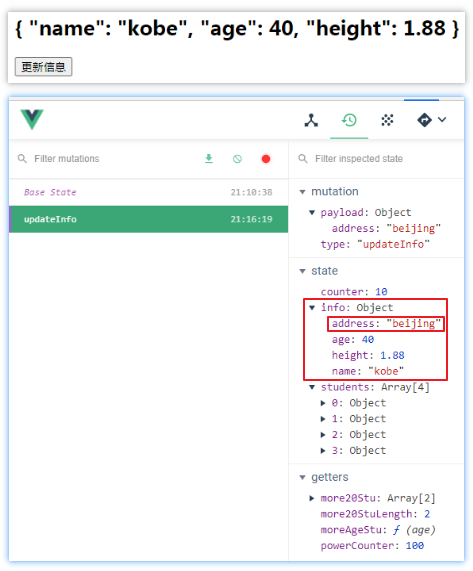 { "name": "kobe", "age": 40, "height": 1.88 }
更新信息
Filter mutations
Filter inspected state
Base State 21:10:38
updateInfo 21:16:19
mutation
payload: Object
address: "beijing"
type: "updateInfo"
state
counter: 10
info: Object
address: "beijing"
age: 40
height: 1.88
name: "kobe"
students: Array[4]
0: Object
1: Object
2: Object
3: Object
getters
more20Stu: Array[2]
more20StuLength: 2
moreAgeStu: ƒ (age)
powerCounter: 100